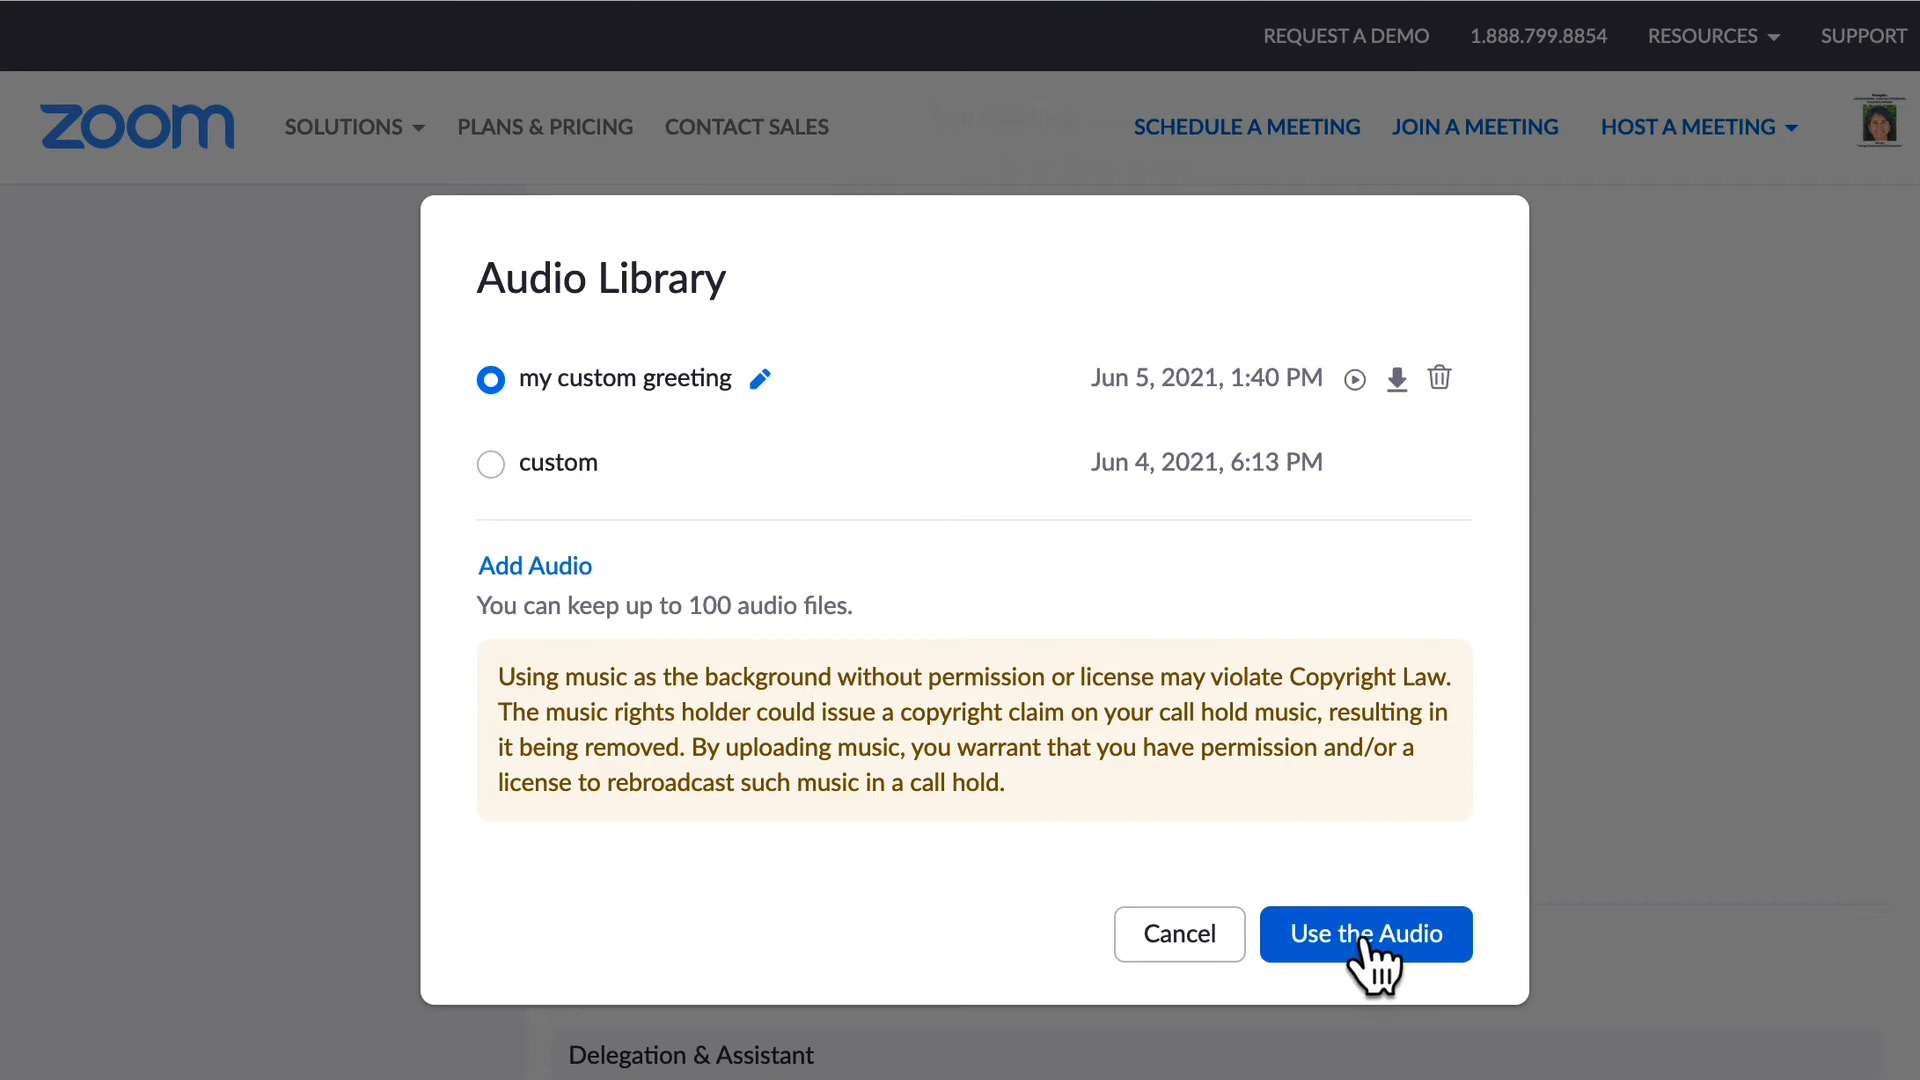 REQUEST A DEMO 1.888.799.8854 RESOURCES SUPPORT
zoom SOLUTIONS PLANS & PRICING CONTACT SALES SCHEDULE A MEETING JOIN A MEETING HOST A MEETING
Audio Library
my custom greeting Jun 5, 2021, 1:40 PM
custom Jun 4, 2021, 6:13 PM
Add Audio
You can keep up to 100 audio files.
Using music as the background without permission or license may violate Copyright Law.
The music rights holder could issue a copyright claim on your call hold music, resulting in
it being removed. By uploading music, you warrant that you have permission and/or a
license to rebroadcast such music in a call hold.
Cancel Use the Audio
Delegation & Assistant